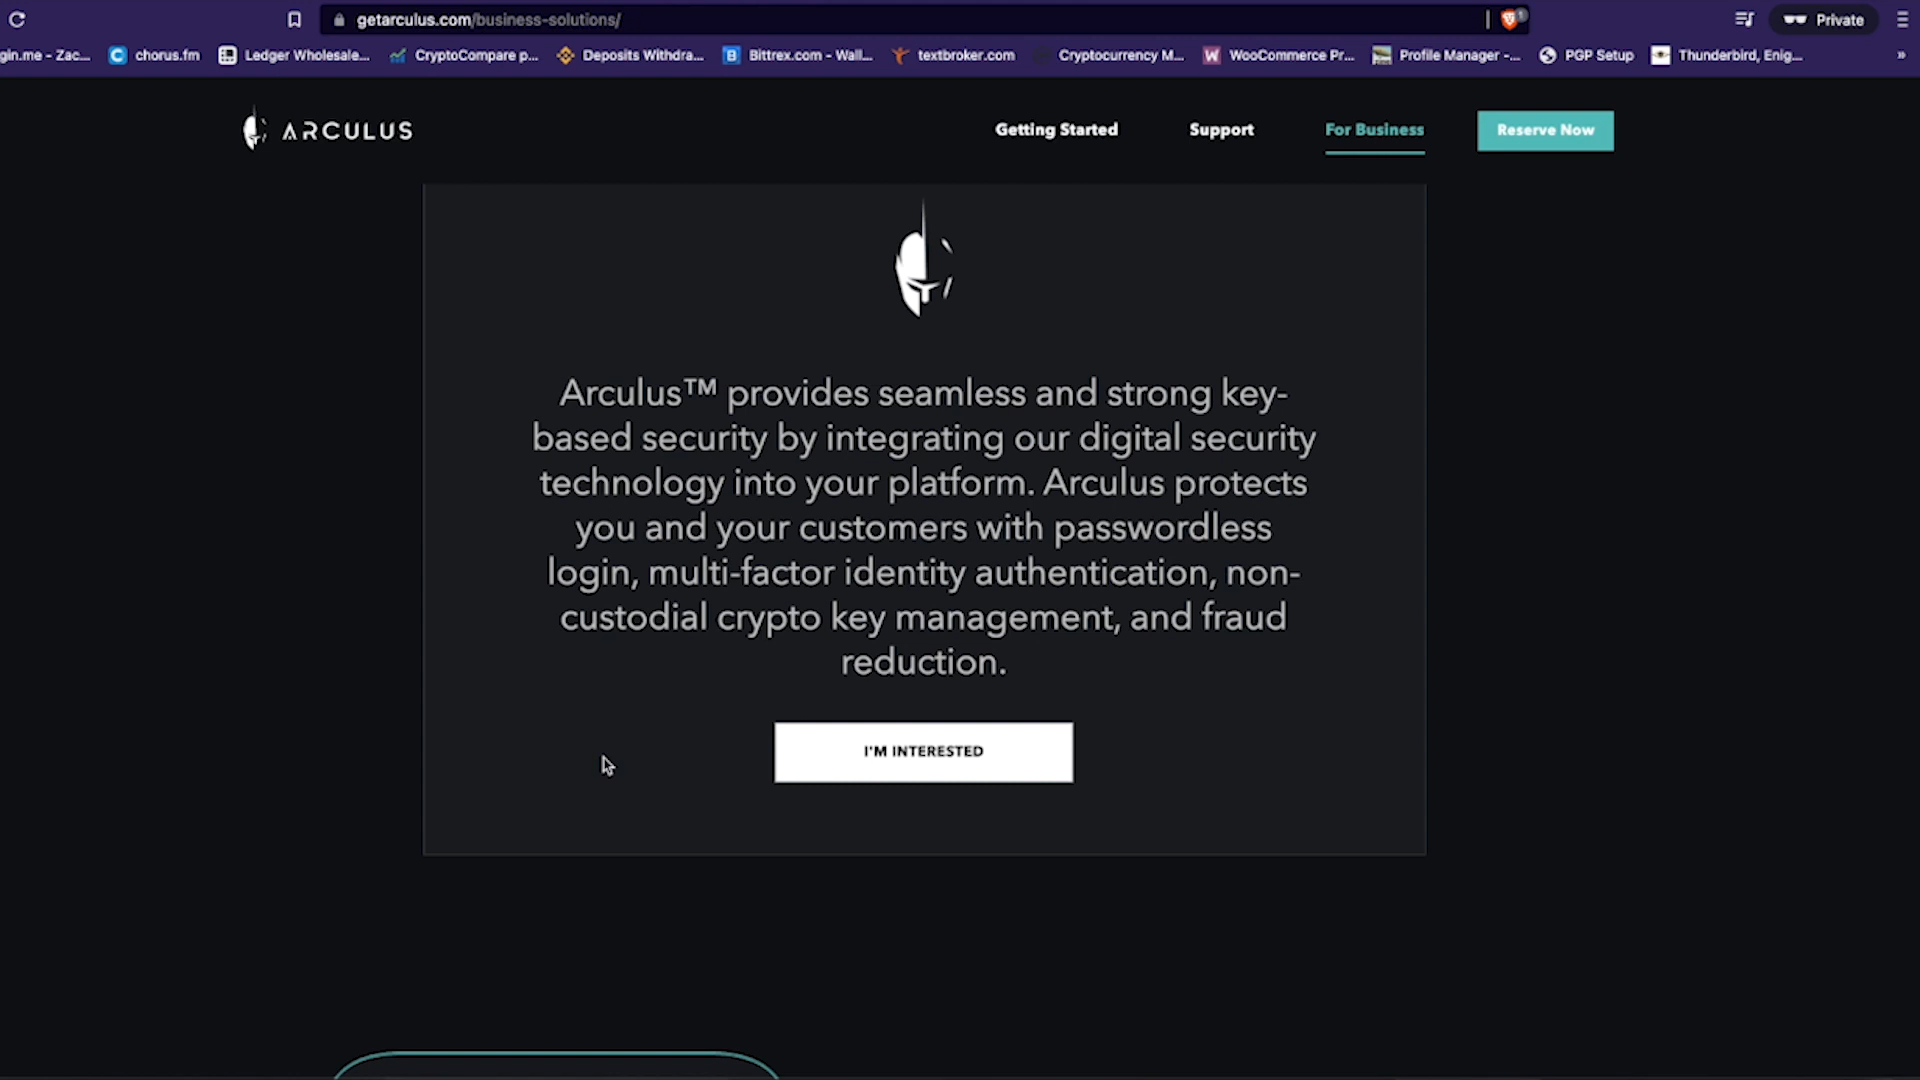 getarculus.com/business-solutions/
1
Private
gin.me - Zac...
chorus.fm
Ledger Wholesale...
CryptoCompare p...
Deposits Withdra...
Bittrex.com - Wall...
textbroker.com
Cryptocurrency M...
WooCommerce Pr...
Profile Manager -...
PGP Setup
Thunderbird, Enig...
»
ARCULUS
Getting Started
Support
For Business
Reserve Now
Arculus™ provides seamless and strong key-
based security by integrating our digital security
technology into your platform. Arculus protects
you and your customers with passwordless
login, multi-factor identity authentication, non-
custodial crypto key management, and fraud
reduction.
I'M INTERESTED